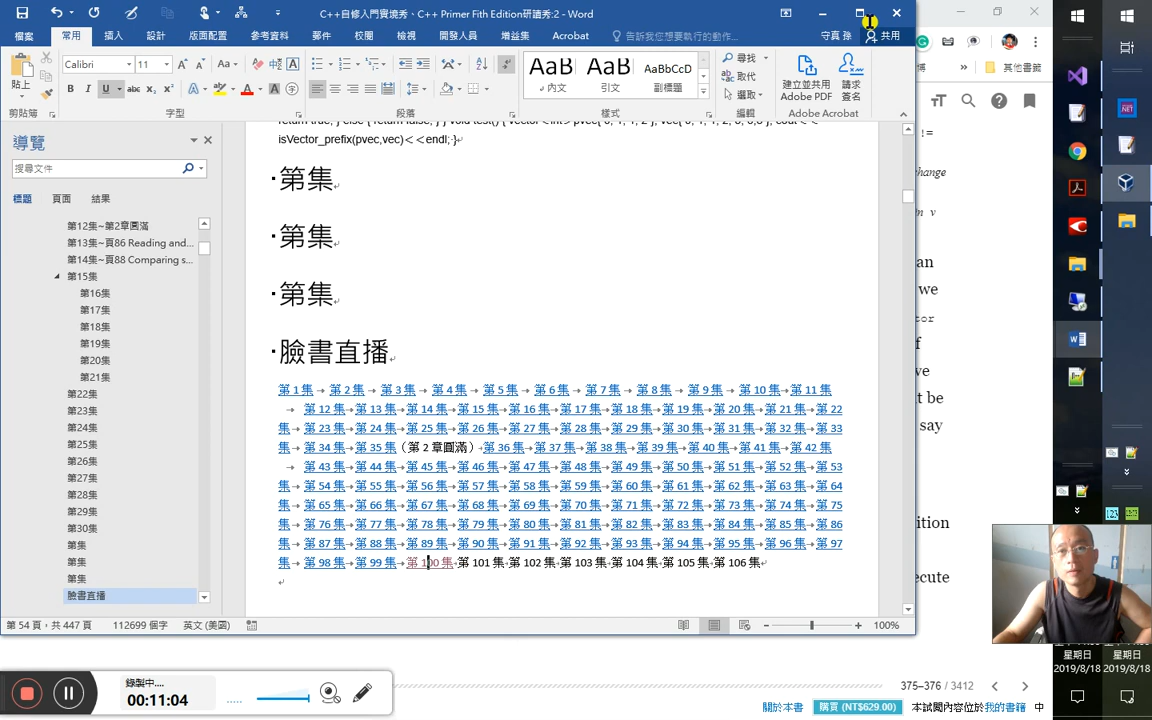 C++自修入門實境秀、C++ Primer Fith Edition研讀秀:2 - Word
檔案 常用 插入 設計 版面配置 參考資料 郵件 校閱 檢視 開發人員 增益集 Acrobat 告訴我您想要執行的動作... 守真 孫 共用
貼上
Calibri 11
B I U abc x₂ x²
AaB AaB AaBbCcD
內文 引文 副標題
尋找
取代
選取
建立並共用
Adobe PDF
請求
簽名
剪貼簿 字型 段落 樣式 Adobe Acrobat
導覽
搜尋文件
標題 頁面 結果
第12集~第2章圓滿
第13集~頁86 Reading and...
第14集~頁88 Comparing s...
第15集
第16集
第17集
第18集
第19集
第20集
第21集
第22集
第23集
第24集
第25集
第26集
第27集
第28集
第29集
第30集
第集
第集
第集
臉書直播
isVector_prefix(pvec,vec)<<endl; }
第集
第集
第集
臉書直播
第 1 集→ 第 2 集→ 第 3 集→ 第 4 集→ 第 5 集→ 第 6 集→ 第 7 集→ 第 8 集→ 第 9 集→ 第 10 集→第 11 集
→ 第 12 集→第 13 集→第 14 集→第 15 集→第 16 集→第 17 集→第 18 集→第 19 集→第 20 集→第 21 集→第 22
集→第 23 集→第 24 集→第 25 集→第 26 集→第 27 集→第 28 集→第 29 集→第 30 集→第 31 集→第 32 集→第 33
集→第 34 集→第 35 集（第 2 章圓滿）→第 36 集→第 37 集→第 38 集→第 39 集→第 40 集→第 41 集→第 42 集
→ 第 43 集→第 44 集→第 45 集→第 46 集→第 47 集→第 48 集→第 49 集→第 50 集→第 51 集→第 52 集→第 53
集→第 54 集→第 55 集→第 56 集→第 57 集→第 58 集→第 59 集→第 60 集→第 61 集→第 62 集→第 63 集→第 64
集→第 65 集→第 66 集→第 67 集→第 68 集→第 69 集→第 70 集→第 71 集→第 72 集→第 73 集→第 74 集→第 75
集→第 76 集→第 77 集→第 78 集→第 79 集→第 80 集→第 81 集→第 82 集→第 83 集→第 84 集→第 85 集→第 86
集→第 87 集→第 88 集→第 89 集→第 90 集→第 91 集→第 92 集→第 93 集→第 94 集→第 95 集→第 96 集→第 97
集→第 98 集→第 99 集→第 100 集→第 101 集→第 102 集→第 103 集→第 104 集→第 105 集→第 106 集
第 54 頁，共 447 頁 112699 個字 英文 (美國) 100%
其他書籤
!=
change
in v
an
we
tor
f
ve
t be
say
ition
ecute
錄製中....
00:11:04
375–376 / 3412
關於本書 購買 (NT$629.00) 本試閱內容位於我的書籍 中
星期日 星期日
2019/8/18 2019/8/18